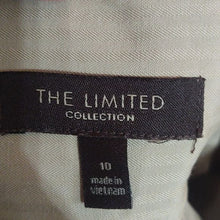 THE LIMITED
COLLECTION
10
made in
vietnam